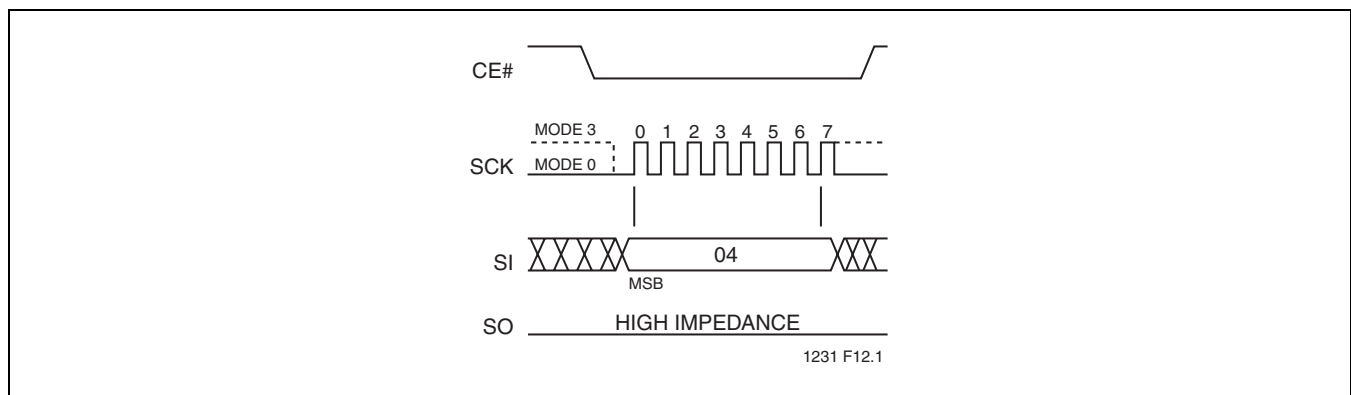 CE#
MODE 3
0 1 2 3 4 5 6 7
SCK
MODE 0
SI
04
MSB
SO
HIGH IMPEDANCE
1231 F12.1